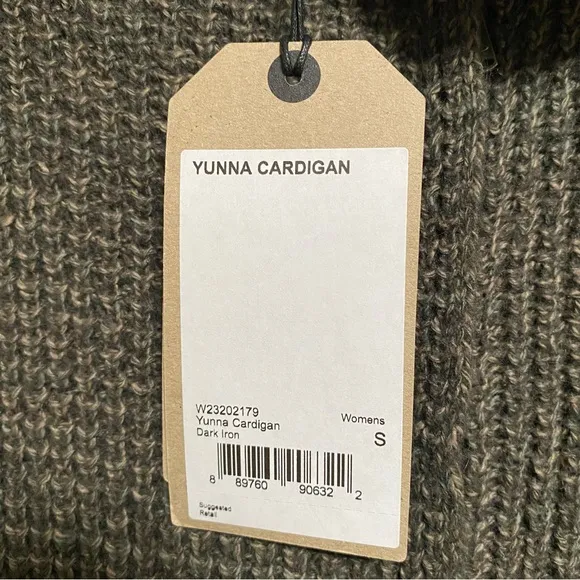 YUNNA CARDIGAN
W23202179
Yunna Cardigan
Dark Iron
Womens
S
8 89760 90632 2
Suggested
Retail